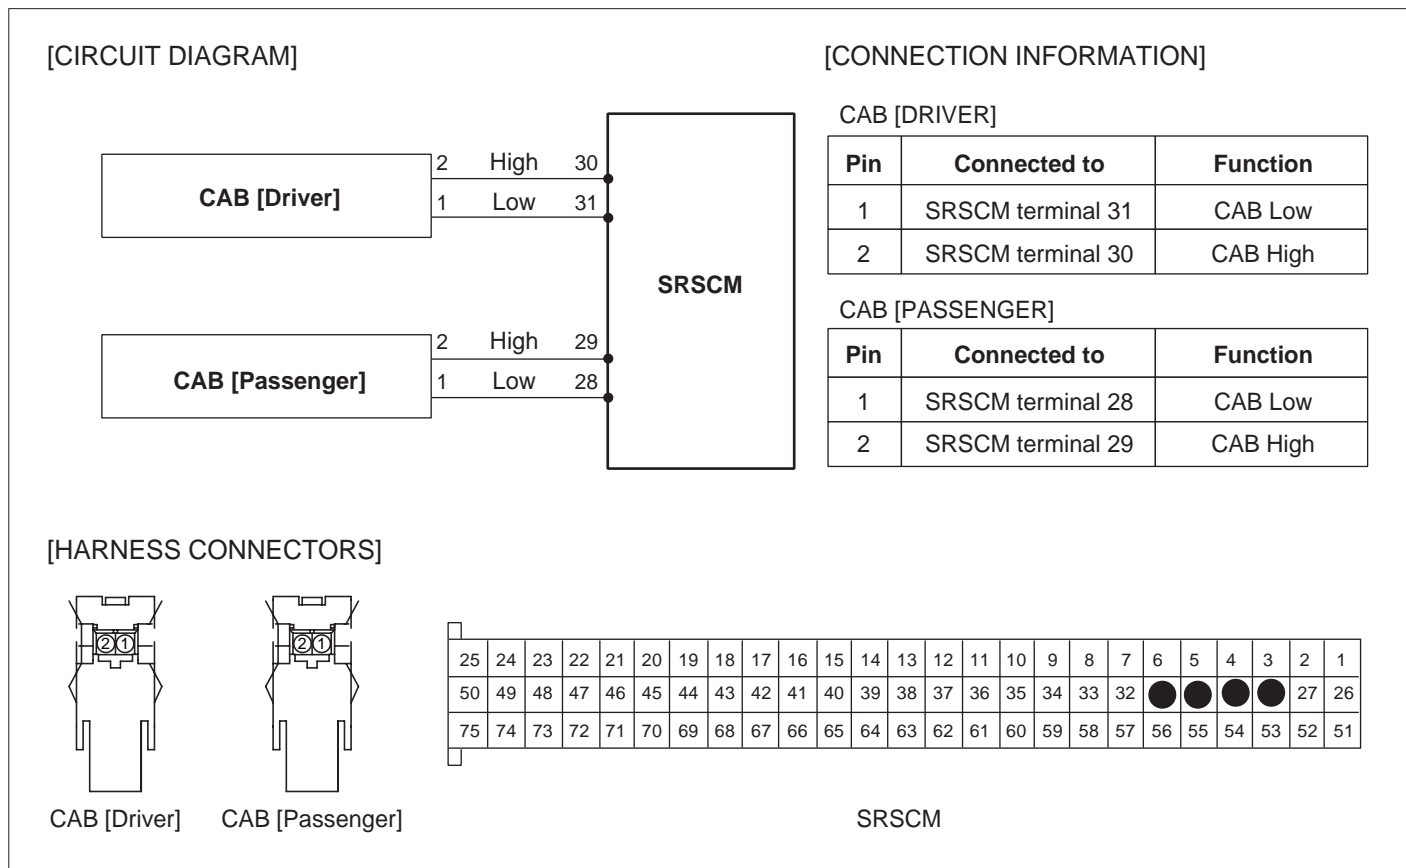 [CIRCUIT DIAGRAM]
CAB [Driver]
2 High 30
1 Low 31
CAB [Passenger]
2 High 29
1 Low 28
SRSCM
[CONNECTION INFORMATION]
CAB [DRIVER]
Pin Connected to Function
1 SRSCM terminal 31 CAB Low
2 SRSCM terminal 30 CAB High
CAB [PASSENGER]
Pin Connected to Function
1 SRSCM terminal 28 CAB Low
2 SRSCM terminal 29 CAB High
[HARNESS CONNECTORS]
2 1
CAB [Driver]
2 1
CAB [Passenger]
25 24 23 22 21 20 19 18 17 16 15 14 13 12 11 10 9 8 7 6 5 4 3 2 1
50 49 48 47 46 45 44 43 42 41 40 39 38 37 36 35 34 33 32 27 26
75 74 73 72 71 70 69 68 67 66 65 64 63 62 61 60 59 58 57 56 55 54 53 52 51
SRSCM